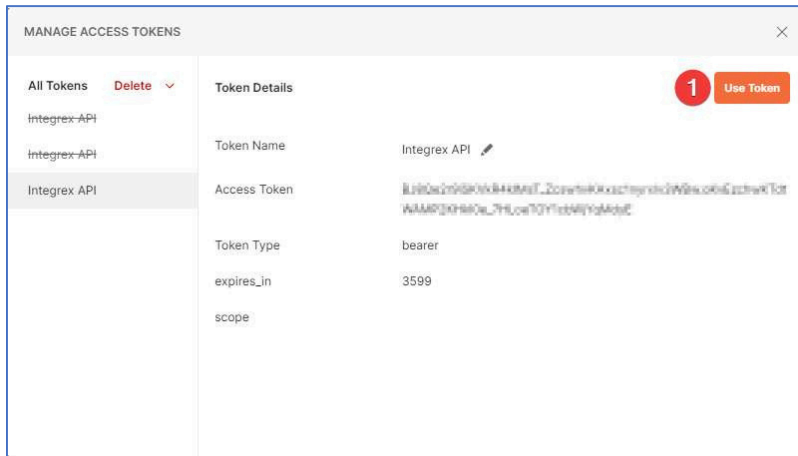 MANAGE ACCESS TOKENS
All Tokens Delete
Integrex API
Integrex API
Integrex API
Token Details
1 Use Token
Token Name Integrex API
Access Token
Token Type bearer
expires_in 3599
scope